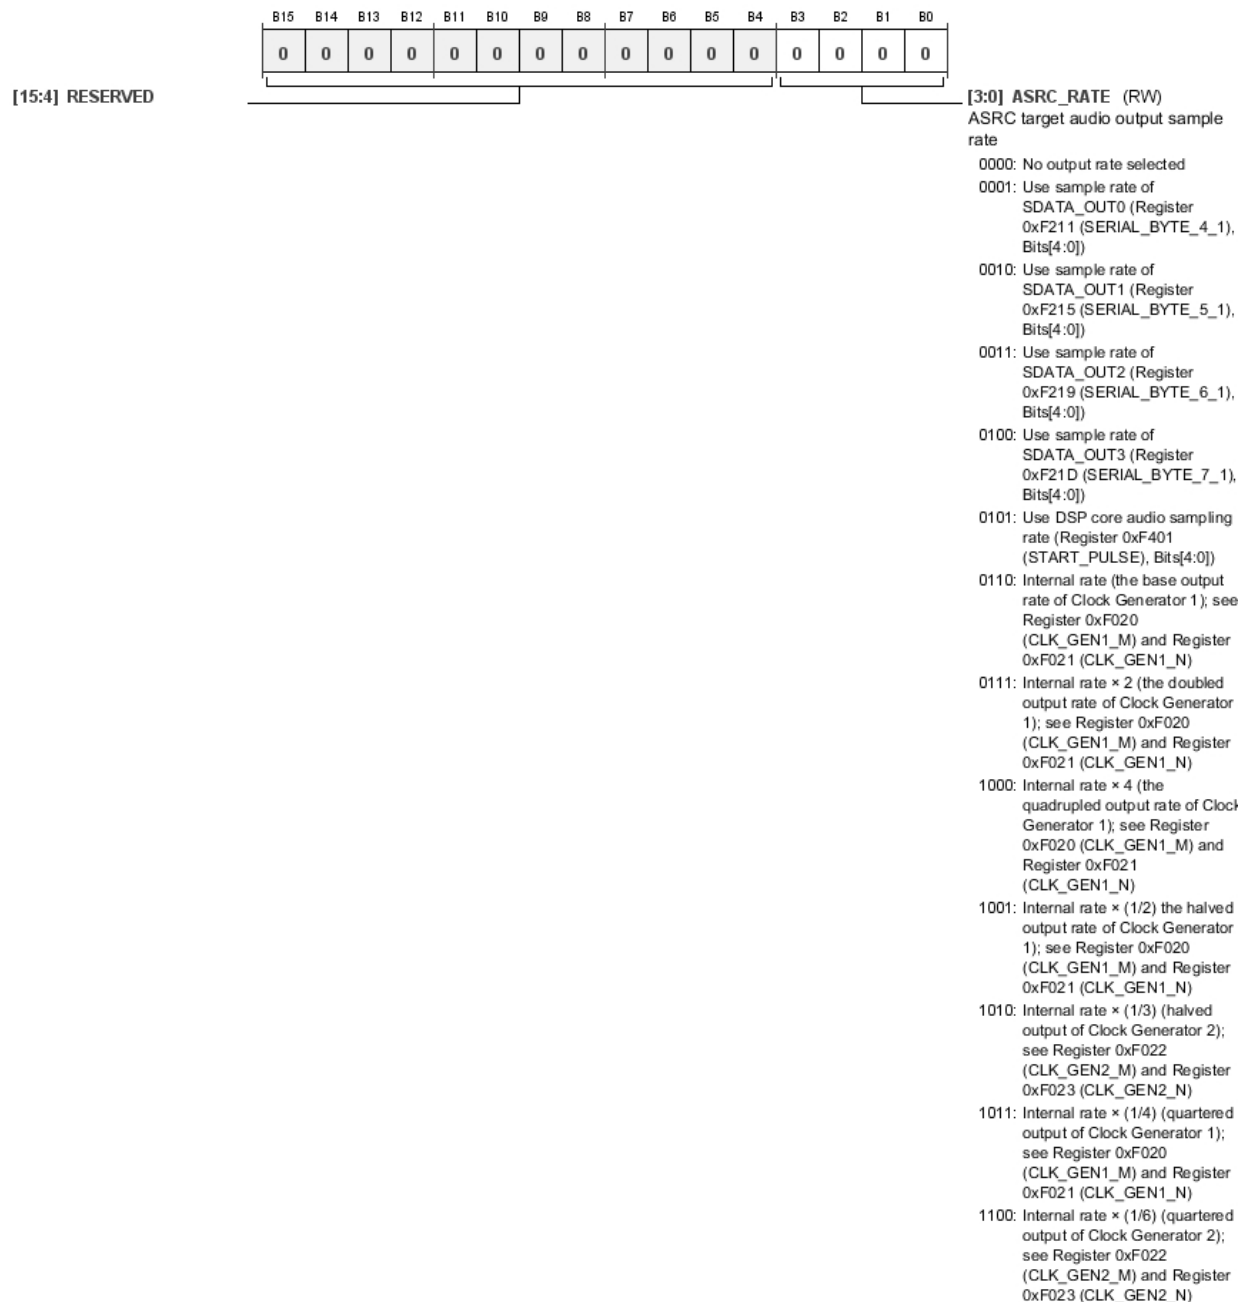 B15 B14 B13 B12 B11 B10 B9 B8 B7 B6 B5 B4 B3 B2 B1 B0
0 0 0 0 0 0 0 0 0 0 0 0 0 0 0 0
[15:4] RESERVED
[3:0] ASRC_RATE (RW)
ASRC target audio output sample
rate
0000: No output rate selected
0001: Use sample rate of
SDATA_OUT0 (Register
0xF211 (SERIAL_BYTE_4_1),
Bits[4:0])
0010: Use sample rate of
SDATA_OUT1 (Register
0xF215 (SERIAL_BYTE_5_1),
Bits[4:0])
0011: Use sample rate of
SDATA_OUT2 (Register
0xF219 (SERIAL_BYTE_6_1),
Bits[4:0])
0100: Use sample rate of
SDATA_OUT3 (Register
0xF21D (SERIAL_BYTE_7_1),
Bits[4:0])
0101: Use DSP core audio sampling
rate (Register 0xF401
(START_PULSE), Bits[4:0])
0110: Internal rate (the base output
rate of Clock Generator 1); see
Register 0xF020
(CLK_GEN1_M) and Register
0xF021 (CLK_GEN1_N)
0111: Internal rate × 2 (the doubled
output rate of Clock Generator
1); see Register 0xF020
(CLK_GEN1_M) and Register
0xF021 (CLK_GEN1_N)
1000: Internal rate × 4 (the
quadrupled output rate of Clock
Generator 1); see Register
0xF020 (CLK_GEN1_M) and
Register 0xF021
(CLK_GEN1_N)
1001: Internal rate × (1/2) the halved
output rate of Clock Generator
1); see Register 0xF020
(CLK_GEN1_M) and Register
0xF021 (CLK_GEN1_N)
1010: Internal rate × (1/3) (halved
output of Clock Generator 2);
see Register 0xF022
(CLK_GEN2_M) and Register
0xF023 (CLK_GEN2_N)
1011: Internal rate × (1/4) (quartered
output of Clock Generator 1);
see Register 0xF020
(CLK_GEN1_M) and Register
0xF021 (CLK_GEN1_N)
1100: Internal rate × (1/6) (quartered
output of Clock Generator 2);
see Register 0xF022
(CLK_GEN2_M) and Register
0xF023 (CLK_GEN2_N)